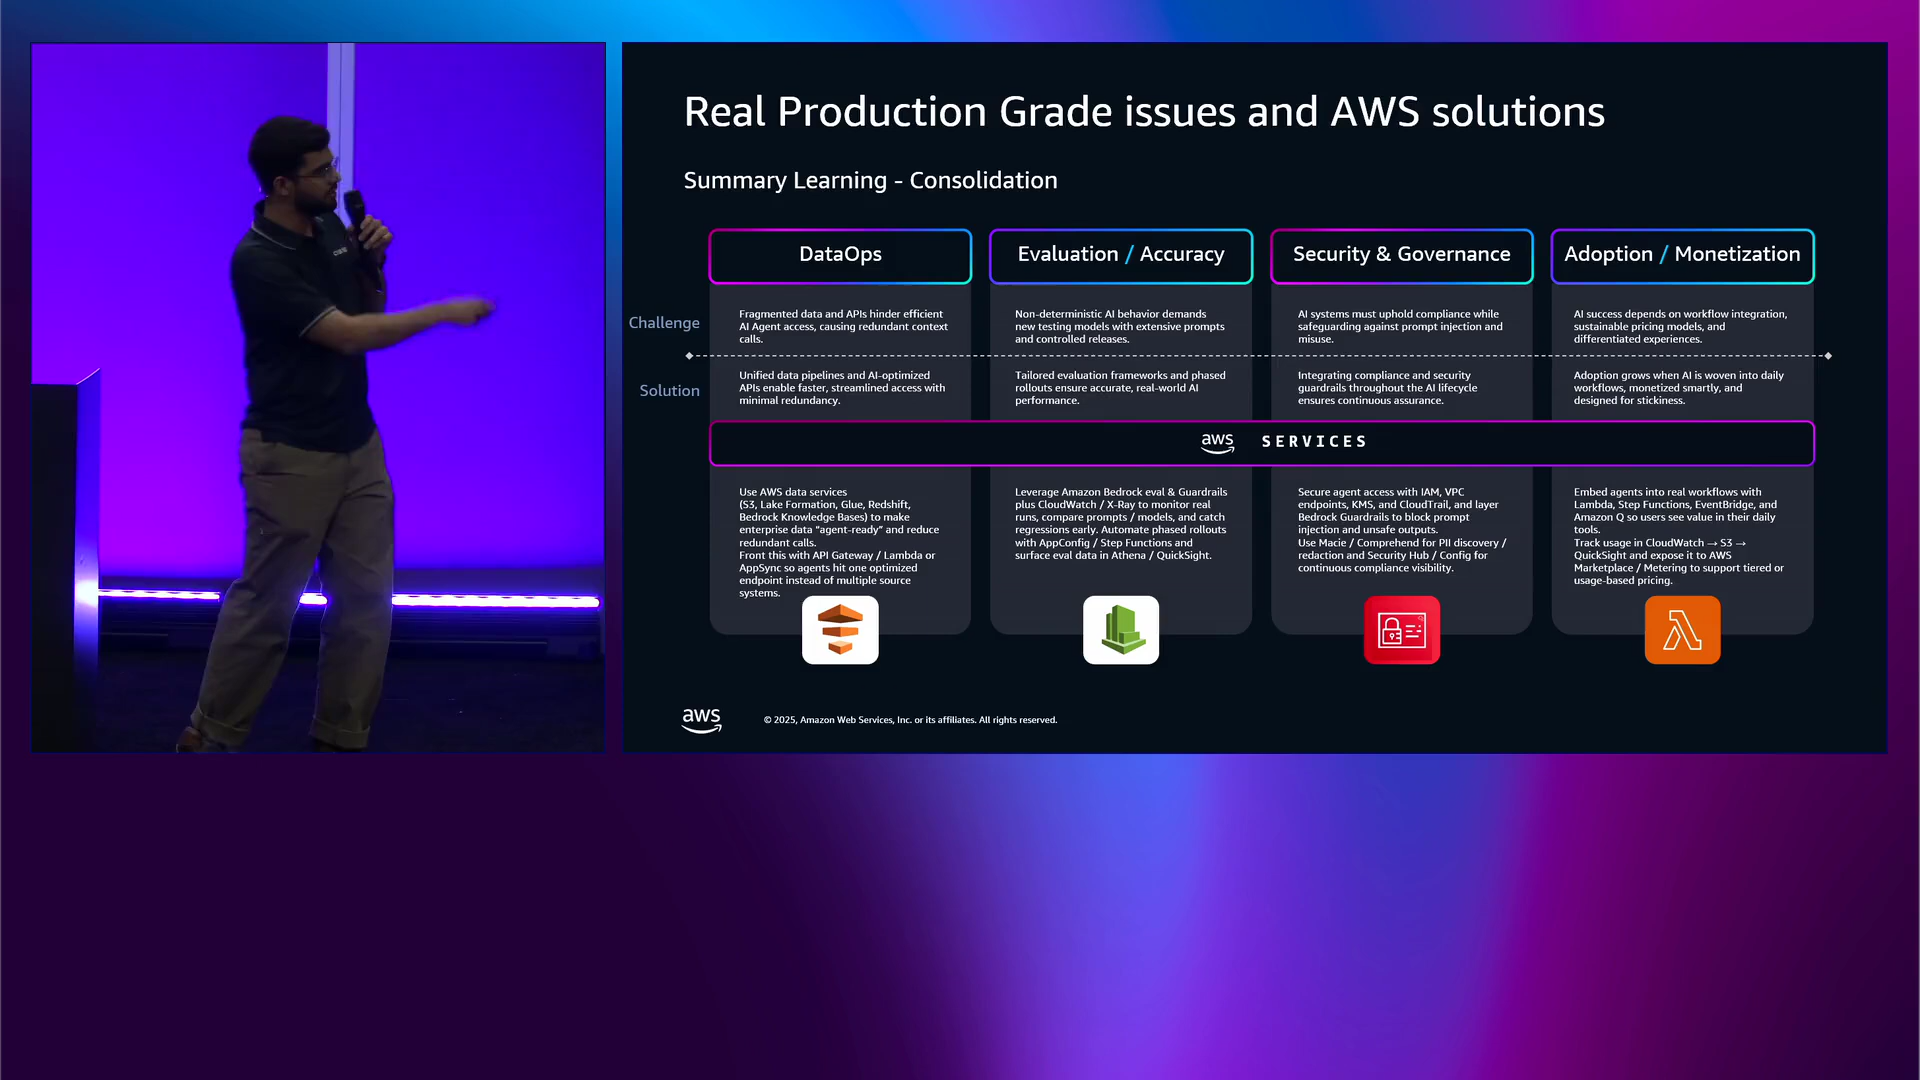 Real Production Grade issues and AWS solutions
Summary Learning - Consolidation
DataOps
Evaluation / Accuracy
Security & Governance
Adoption / Monetization
Challenge
Fragmented data and APIs hinder efficient
AI Agent access, causing redundant context
calls.
Non-deterministic AI behavior demands
new testing models with extensive prompts
and controlled releases.
AI systems must uphold compliance while
safeguarding against prompt injection and
misuse.
AI success depends on workflow integration,
sustainable pricing models, and
differentiated experiences.
Solution
Unified data pipelines and AI-optimized
APIs enable faster, streamlined access with
minimal redundancy.
Tailored evaluation frameworks and phased
rollouts ensure accurate, real-world AI
performance.
Integrating compliance and security
guardrails throughout the AI lifecycle
ensures continuous assurance.
Adoption grows when AI is woven into daily
workflows, monetized smartly, and
designed for stickiness.
aws SERVICES
Use AWS data services
(S3, Lake Formation, Glue, Redshift,
Bedrock Knowledge Bases) to make
enterprise data “agent-ready” and reduce
redundant calls.
Front this with API Gateway / Lambda or
AppSync so agents hit one optimized
endpoint instead of multiple source
systems.
Leverage Amazon Bedrock eval & Guardrails
plus CloudWatch / X-Ray to monitor real
runs, compare prompts / models, and catch
regressions early. Automate phased rollouts
with AppConfig / Step Functions and
surface eval data in Athena / QuickSight.
Secure agent access with IAM, VPC
endpoints, KMS, and CloudTrail, and layer
Bedrock Guardrails to block prompt
injection and unsafe outputs.
Use Macie / Comprehend for PII discovery /
redaction and Security Hub / Config for
continuous compliance visibility.
Embed agents into real workflows with
Lambda, Step Functions, EventBridge, and
Amazon Q so users see value in their daily
tools.
Track usage in CloudWatch → S3 →
QuickSight and expose it to AWS
Marketplace / Metering to support tiered or
usage-based pricing.
aws
© 2025, Amazon Web Services, Inc. or its affiliates. All rights reserved.